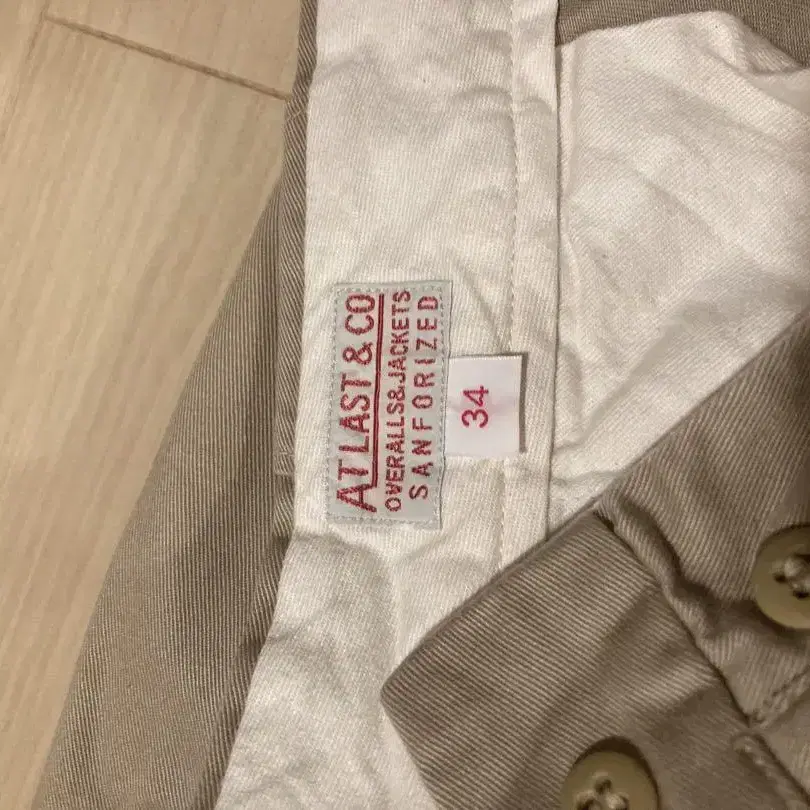 AT LAST & CO
OVERALLS&JACKETS
SANFORIZED
34